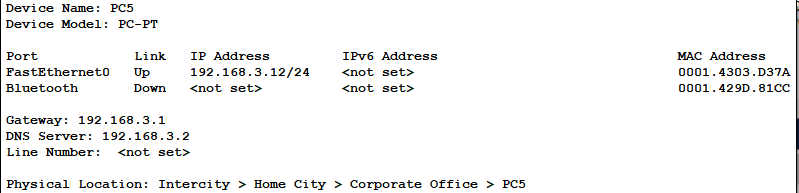 Device Name: PC5
Device Model: PC-PT
Port Link IP Address IPv6 Address MAC Address
FastEthernet0 Up 192.168.3.12/24 <not set> 0001.4303.D37A
Bluetooth Down <not set> <not set> 0001.429D.81CC
Gateway: 192.168.3.1
DNS Server: 192.168.3.2
Line Number: <not set>
Physical Location: Intercity > Home City > Corporate Office > PC5